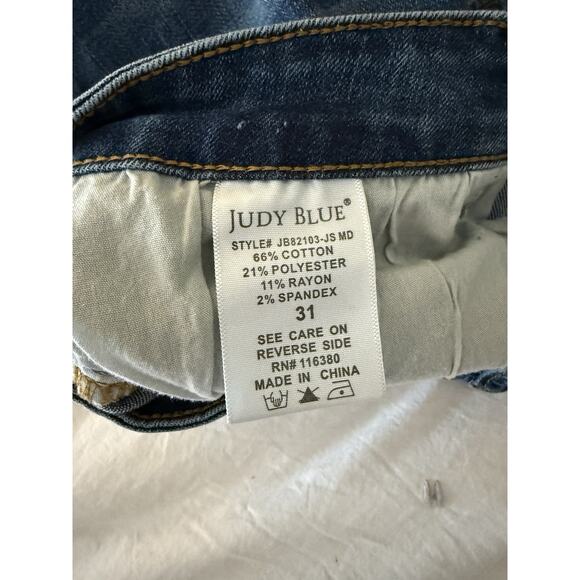 JUDY BLUE®
STYLE# JB82103-JS MD
66% COTTON
21% POLYESTER
11% RAYON
2% SPANDEX
31
SEE CARE ON
REVERSE SIDE
RN# 116380
MADE IN CHINA